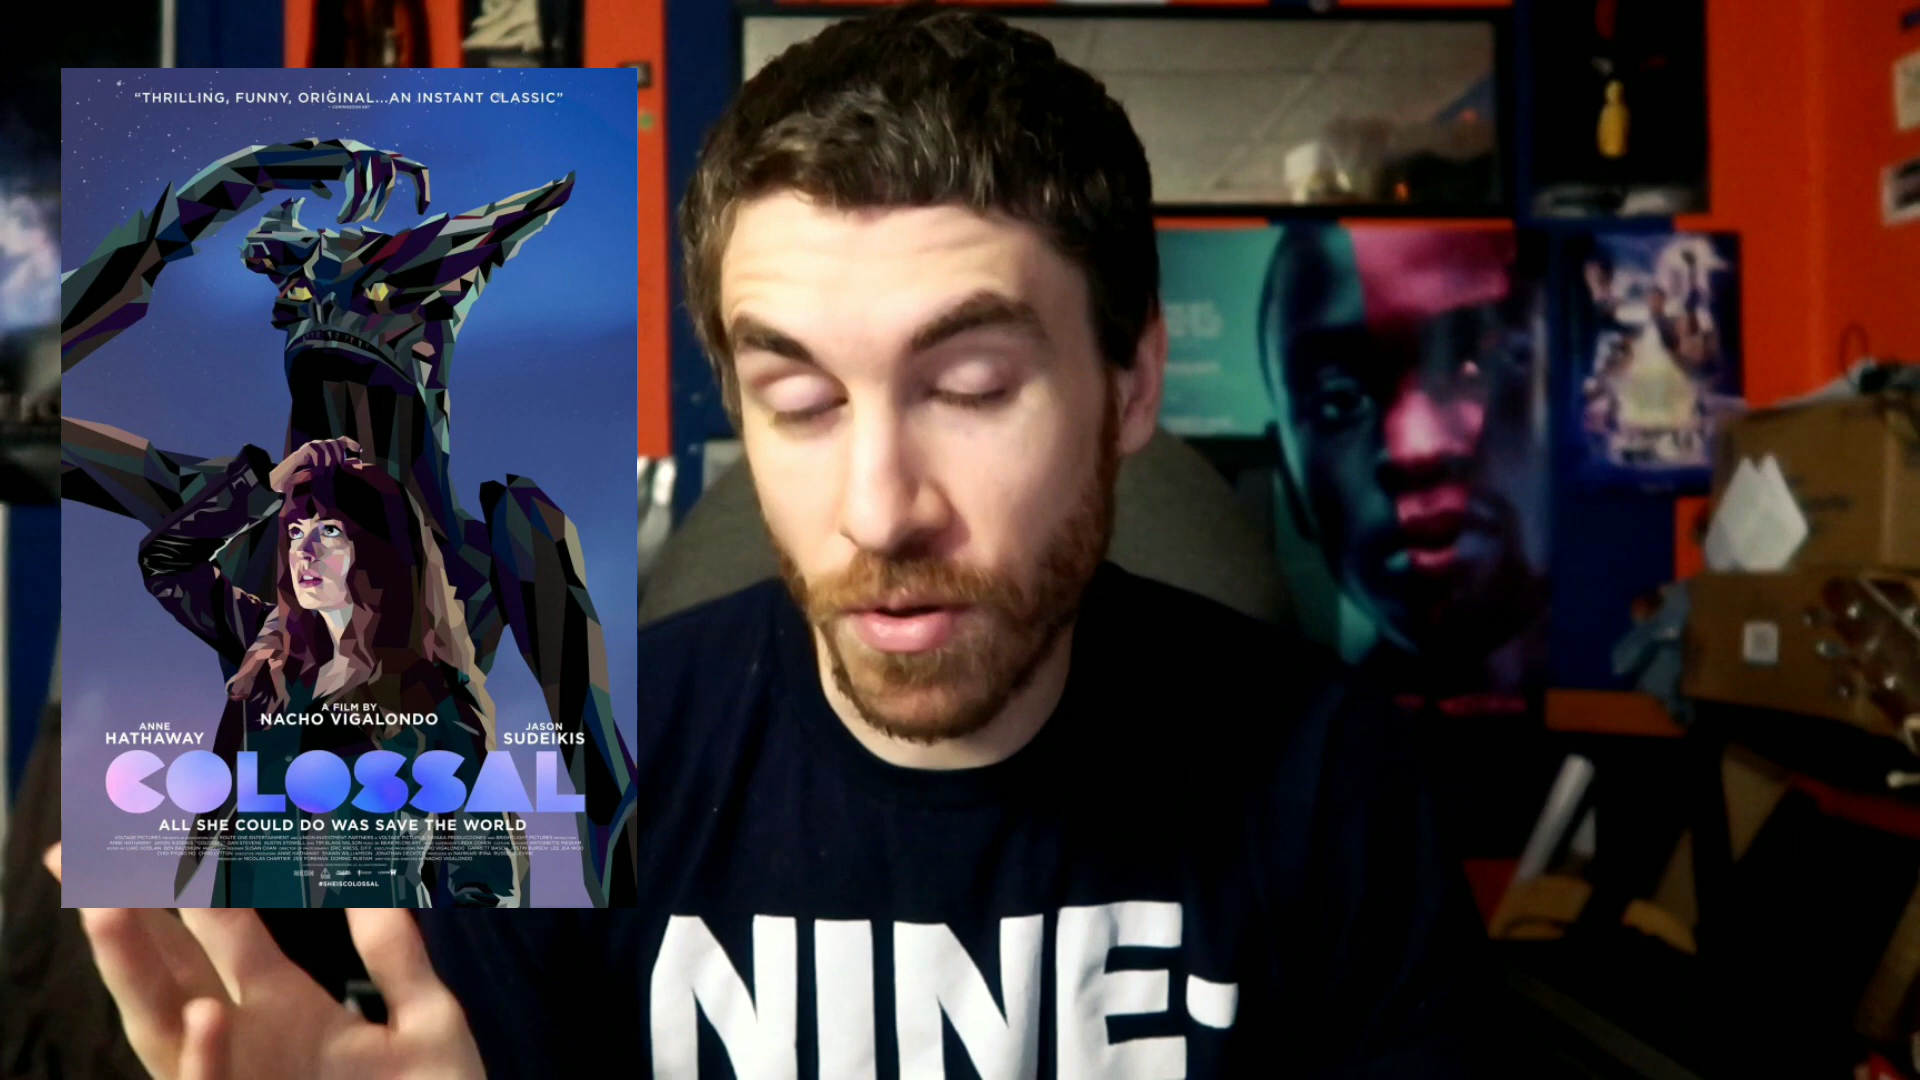 “THRILLING, FUNNY, ORIGINAL...AN INSTANT CLASSIC”
A FILM BY
NACHO VIGALONDO
ANNE
HATHAWAY
JASON
SUDEIKIS
COLOSSAL
ALL SHE COULD DO WAS SAVE THE WORLD
#SHEISCOLOSSAL
NINE-